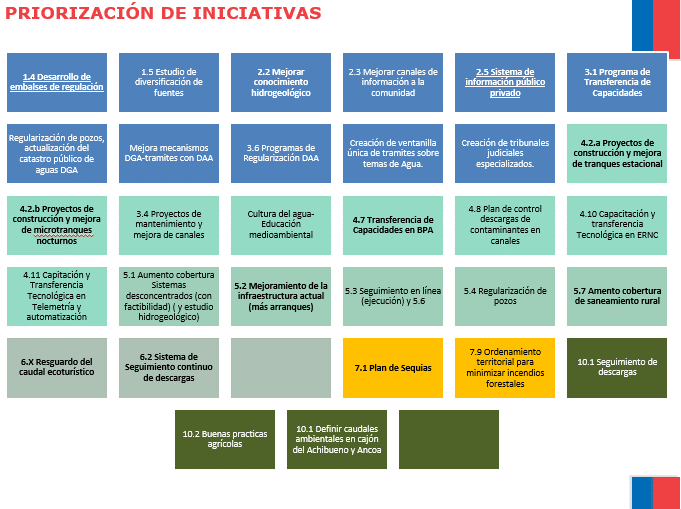 PRIORIZACIÓN DE INICIATIVAS
1.4 Desarrollo de
embalses de regulación
1.5 Estudio de
diversificación de
fuentes
2.2 Mejorar
conocimiento
hidrogeológico
2.3 Mejorar canales de
información a la
comunidad
2.5 Sistema de
información público
privado
3.1 Programa de
Transferencia de
Capacidades
Regularización de pozos,
actualización del
catastro público de
aguas DGA
Mejora mecanismos
DGA-tramites con DAA
3.6 Programas de
Regularización DAA
Creación de ventanilla
única de tramites sobre
temas de Agua.
Creación de tribunales
judiciales
especializados.
4.2.a Proyectos de
construcción y mejora
de tranques estacional
4.2.b Proyectos de
construcción y mejora
de microtranques
nocturnos
3.4 Proyectos de
mantenimiento y
mejora de canales
Cultura del agua-
Educación
medioambiental
4.7 Transferencia de
Capacidades en BPA
4.8 Plan de control
descargas de
contaminantes en
canales
4.10 Capacitación y
transferencia
Tecnológica en ERNC
4.11 Capitación y
Transferencia
Tecnológica en
Telemetría y
automatización
5.1 Aumento cobertura
Sistemas
desconcentrados (con
factibilidad) ( y estudio
hidrogeológico)
5.2 Mejoramiento de la
infraestructura actual
(más arranques)
5.3 Seguimiento en línea
(ejecución) y 5.6
5.4 Regularización de
pozos
5.7 Amento cobertura
de saneamiento rural
6.X Resguardo del
caudal ecoturístico
6.2 Sistema de
Seguimiento continuo
de descargas
7.1 Plan de Sequias
7.9 Ordenamiento
territorial para
minimizar incendios
forestales
10.1 Seguimiento de
descargas
10.2 Buenas practicas
agrícolas
10.1 Definir caudales
ambientales en cajón
del Achibueno y Ancoa